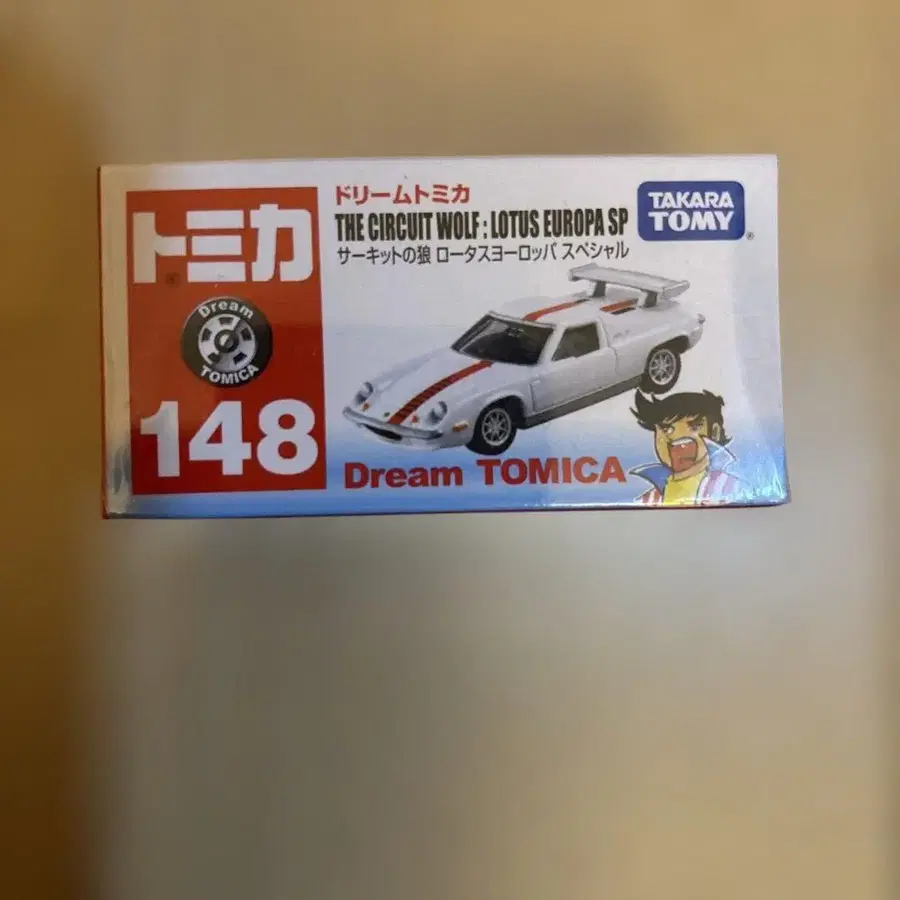 トミカ
Dream
TOMICA
148
ドリームトミカ
THE CIRCUIT WOLF : LOTUS EUROPA SP
サーキットの狼 ロータスヨーロッパ スペシャル
TAKARA
TOMY
Dream TOMICA